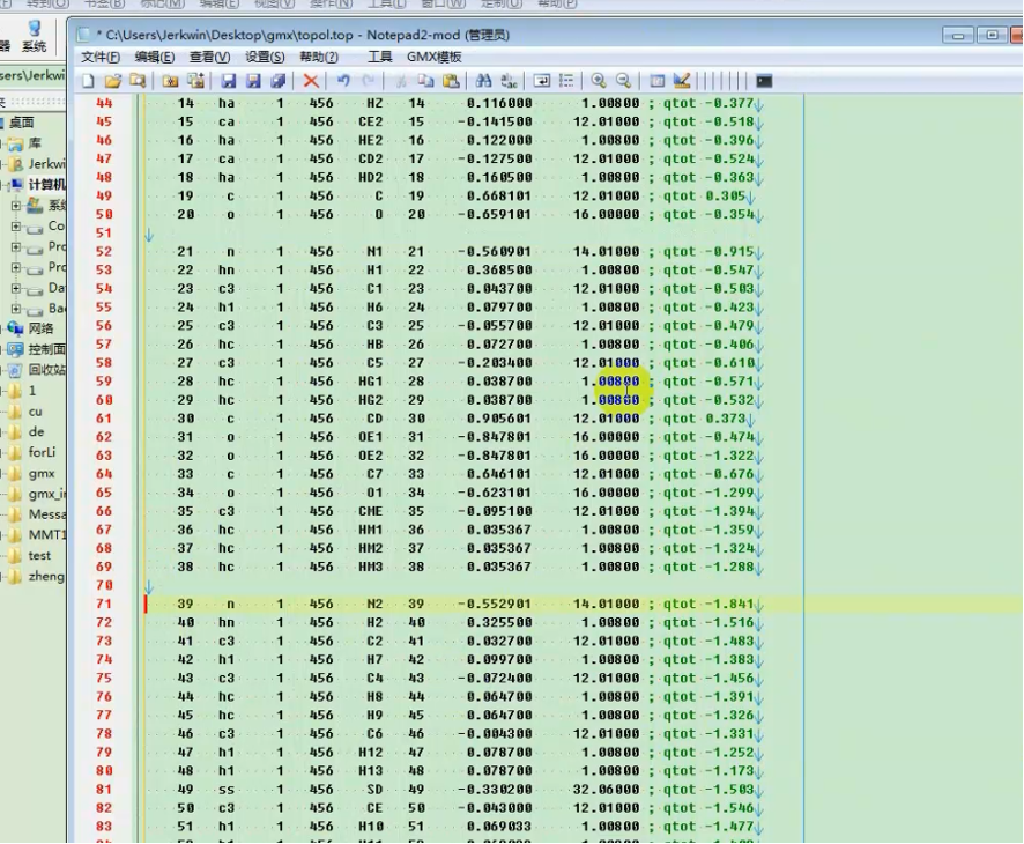 转到(O) 书签(B) 标记(M) 编辑(E) 视图(V) 操作(N) 工具(L) 窗口(W) 定制(U) 帮助(P)
器 系统
sers\Jerkwi
桌面
库
Jerkwi
计算机
系统
Co
Pro
Pro
Da
Ba
网络
控制面
回收站
1
cu
de
forLi
gmx
gmx_i
Messa
MMT1
test
zheng
* C:\Users\Jerkwin\Desktop\gmx\topol.top - Notepad2-mod (管理员)
文件(F) 编辑(E) 查看(V) 设置(S) 帮助(?) 工具 GMX模板
44 14 ha 1 456 HZ 14 0.116000 1.00800 ; qtot -0.377
45 15 ca 1 456 CE2 15 -0.141500 12.01000 ; qtot -0.518
46 16 ha 1 456 HE2 16 0.122000 1.00800 ; qtot -0.396
47 17 ca 1 456 CD2 17 -0.127500 12.01000 ; qtot -0.524
48 18 ha 1 456 HD2 18 0.160500 1.00800 ; qtot -0.363
49 19 c 1 456 C 19 0.668101 12.01000 ; qtot 0.305
50 20 o 1 456 O 20 -0.659101 16.00000 ; qtot -0.354
51
52 21 n 1 456 N1 21 -0.560901 14.01000 ; qtot -0.915
53 22 hn 1 456 H1 22 0.368500 1.00800 ; qtot -0.547
54 23 c3 1 456 C1 23 0.043700 12.01000 ; qtot -0.503
55 24 h1 1 456 H6 24 0.079700 1.00800 ; qtot -0.423
56 25 c3 1 456 C3 25 -0.055700 12.01000 ; qtot -0.479
57 26 hc 1 456 H8 26 0.072700 1.00800 ; qtot -0.406
58 27 c3 1 456 C5 27 -0.203400 12.01000 ; qtot -0.610
59 28 hc 1 456 HG1 28 0.038700 1.00800 ; qtot -0.571
60 29 hc 1 456 HG2 29 0.038700 1.00800 ; qtot -0.532
61 30 c 1 456 CD 30 0.905601 12.01000 ; qtot 0.373
62 31 o 1 456 OE1 31 -0.847801 16.00000 ; qtot -0.474
63 32 o 1 456 OE2 32 -0.847801 16.00000 ; qtot -1.322
64 33 c 1 456 C7 33 0.646101 12.01000 ; qtot -0.676
65 34 o 1 456 O1 34 -0.623101 16.00000 ; qtot -1.299
66 35 c3 1 456 CME 35 -0.095100 12.01000 ; qtot -1.394
67 36 hc 1 456 HM1 36 0.035367 1.00800 ; qtot -1.359
68 37 hc 1 456 HM2 37 0.035367 1.00800 ; qtot -1.324
69 38 hc 1 456 HM3 38 0.035367 1.00800 ; qtot -1.288
70
71 39 n 1 456 N2 39 -0.552901 14.01000 ; qtot -1.841
72 40 hn 1 456 H2 40 0.325500 1.00800 ; qtot -1.516
73 41 c3 1 456 C2 41 0.032700 12.01000 ; qtot -1.483
74 42 h1 1 456 H7 42 0.099700 1.00800 ; qtot -1.383
75 43 c3 1 456 C4 43 -0.072400 12.01000 ; qtot -1.456
76 44 hc 1 456 H8 44 0.064700 1.00800 ; qtot -1.391
77 45 hc 1 456 H9 45 0.064700 1.00800 ; qtot -1.326
78 46 c3 1 456 C6 46 -0.004300 12.01000 ; qtot -1.331
79 47 h1 1 456 H12 47 0.078700 1.00800 ; qtot -1.252
80 48 h1 1 456 H13 48 0.078700 1.00800 ; qtot -1.173
81 49 ss 1 456 SD 49 -0.330200 32.06000 ; qtot -1.503
82 50 c3 1 456 CE 50 -0.043000 12.01000 ; qtot -1.546
83 51 h1 1 456 H10 51 0.069033 1.00800 ; qtot -1.477